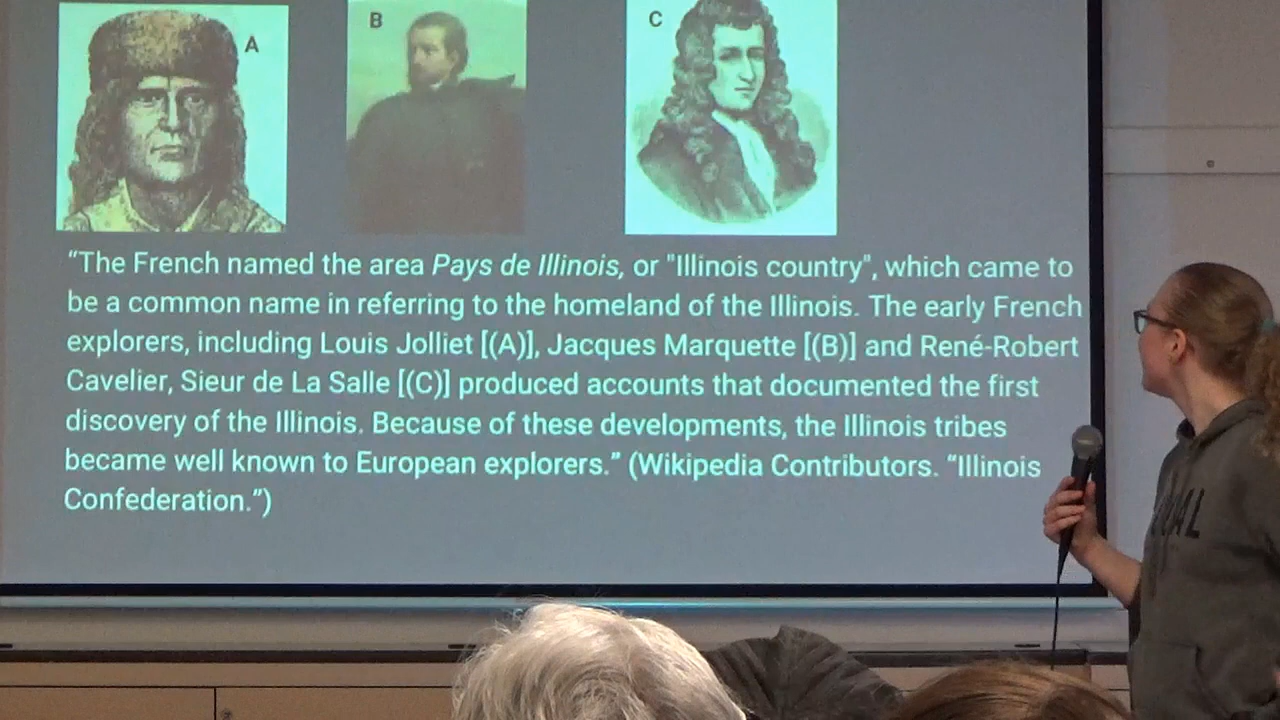 A
B
C
“The French named the area Pays de Illinois, or "Illinois country", which came to
be a common name in referring to the homeland of the Illinois. The early French
explorers, including Louis Jolliet [(A)], Jacques Marquette [(B)] and René-Robert
Cavelier, Sieur de La Salle [(C)] produced accounts that documented the first
discovery of the Illinois. Because of these developments, the Illinois tribes
became well known to European explorers.” (Wikipedia Contributors. “Illinois
Confederation.”)